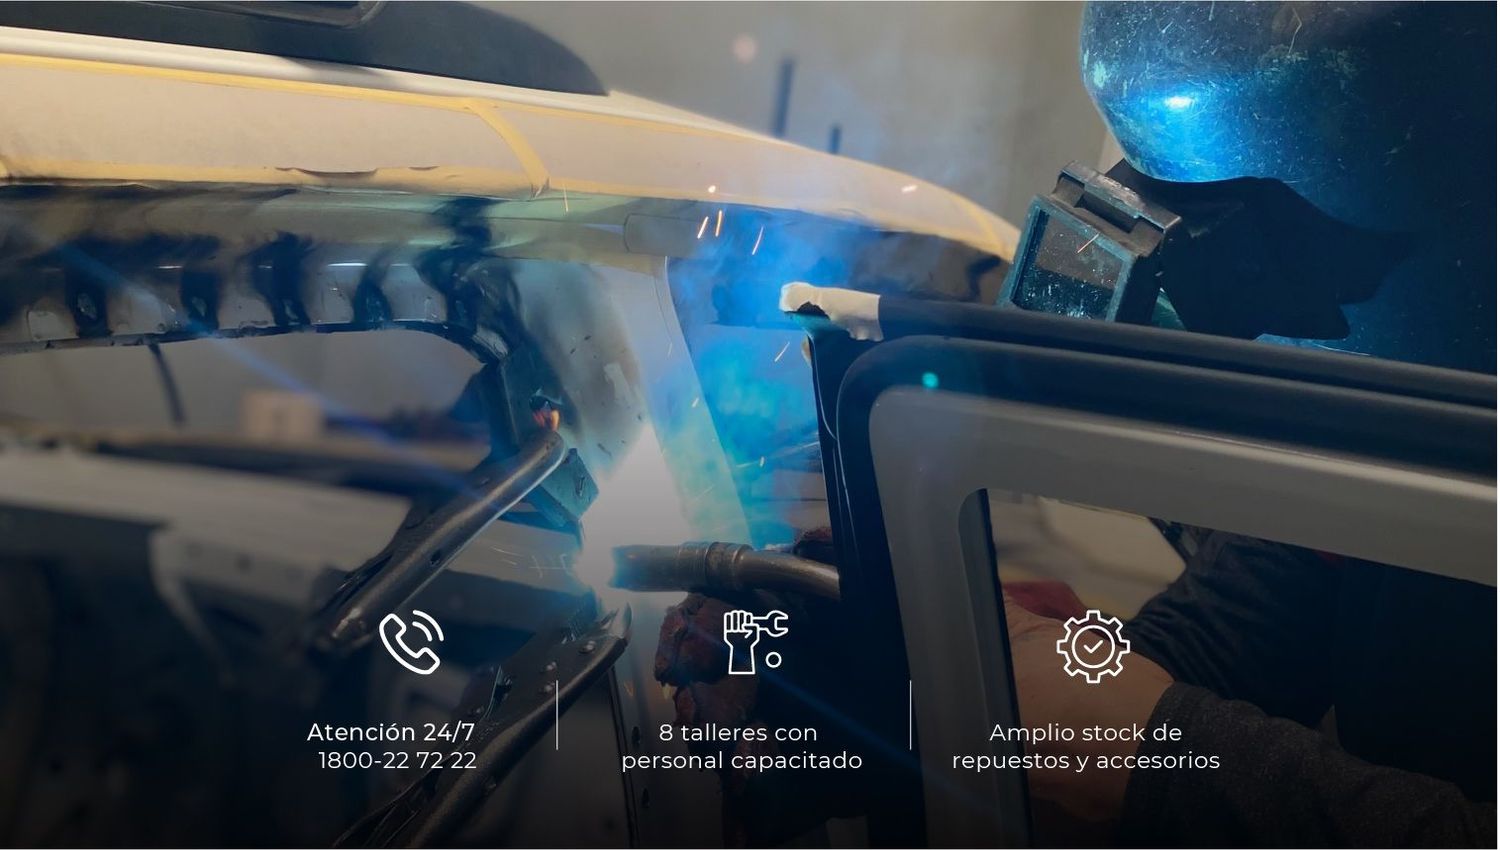 Atención 24/7
1800-22 72 22
8 talleres con
personal capacitado
Amplio stock de
repuestos y accesorios